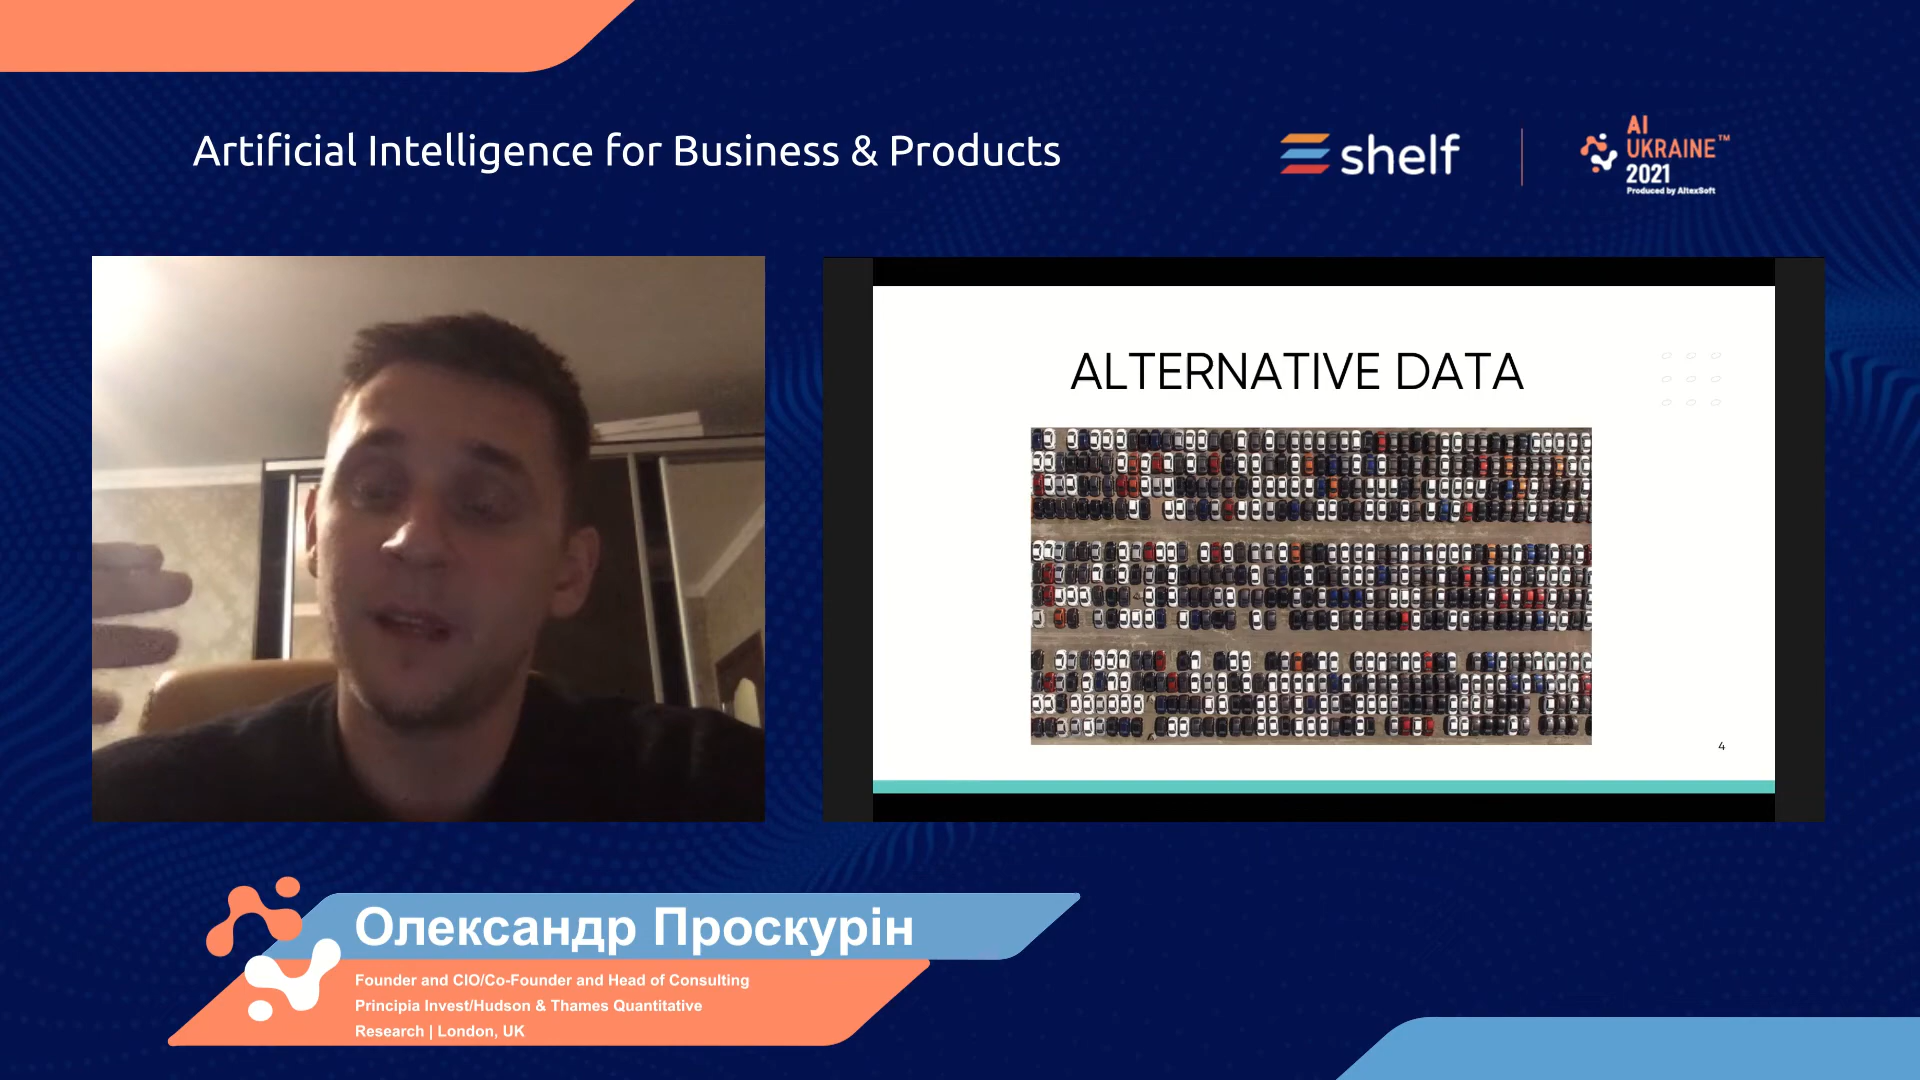 Artificial Intelligence for Business & Products
shelf
AI
UKRAINE™
2021
Produced by AltexSoft
ALTERNATIVE DATA
4
Олександр Проскурін
Founder and CIO/Co-Founder and Head of Consulting
Principia Invest/Hudson & Thames Quantitative
Research | London, UK